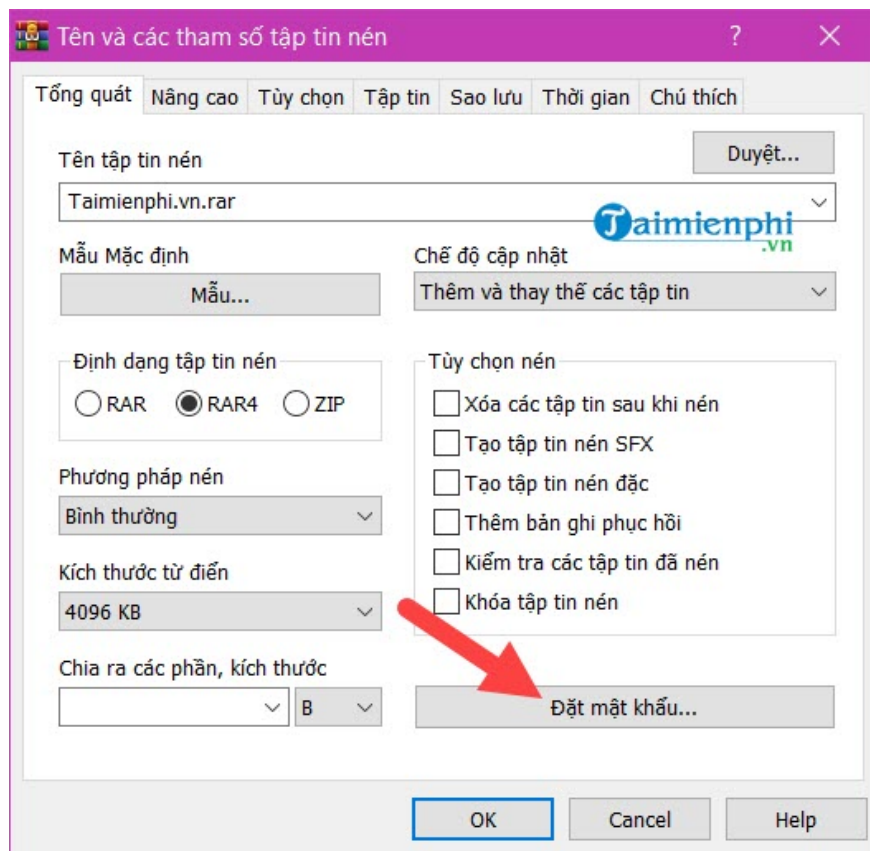 Tên và các tham số tập tin nén ?
Tổng quát Nâng cao Tùy chọn Tập tin Sao lưu Thời gian Chú thích
Tên tập tin nén
Duyệt...
Taimienphi.vn.rar
Taimienphi
.vn
Mẫu Mặc định
Mẫu...
Chế độ cập nhật
Thêm và thay thế các tập tin
Định dạng tập tin nén
RAR RAR4 ZIP
Phương pháp nén
Bình thường
Kích thước từ điển
4096 KB
Chia ra các phần, kích thước
B
Tùy chọn nén
Xóa các tập tin sau khi nén
Tạo tập tin nén SFX
Tạo tập tin nén đặc
Thêm bản ghi phục hồi
Kiểm tra các tập tin đã nén
Khóa tập tin nén
Đặt mật khẩu...
OK Cancel Help